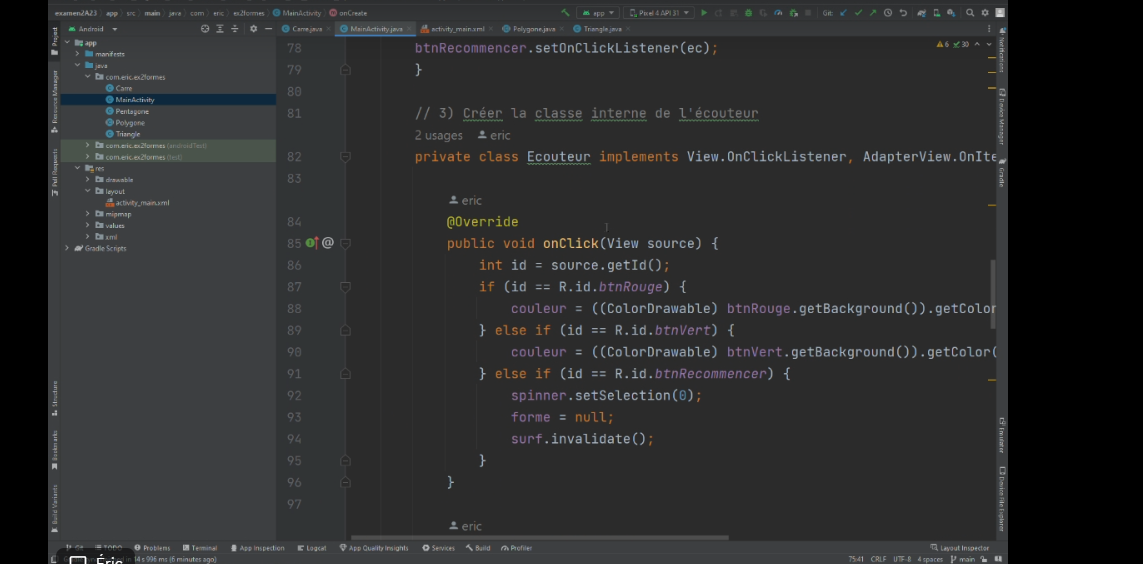 examen2A23 > app > src > main > java > com > eric > ex2formes > MainActivity > onCreate
app
Pixel 4 API 31
Git:
Project
Android
Carre.java
MainActivity.java
activity_main.xml
Polygone.java
Triangle.java
app
manifests
java
com.eric.ex2formes
Carre
MainActivity
Pentagone
Polygone
Triangle
com.eric.ex2formes (androidTest)
com.eric.ex2formes (test)
res
drawable
layout
activity_main.xml
mipmap
values
xml
Gradle Scripts
Resource Manager
Pull Requests
Structure
Bookmarks
Build Variants
6 30
78 btnRecommencer.setOnClickListener(ec);
79 }
80
81 // 3) Créer la classe interne de l'écouteur
2 usages eric
82 private class Ecouteur implements View.OnClickListener, AdapterView.OnIte
83
eric
84 @Override
85 public void onClick(View source) {
86 int id = source.getId();
87 if (id == R.id.btnRouge) {
88 couleur = ((ColorDrawable) btnRouge.getBackground()).getColor
89 } else if (id == R.id.btnVert) {
90 couleur = ((ColorDrawable) btnVert.getBackground()).getColor(
91 } else if (id == R.id.btnRecommencer) {
92 spinner.setSelection(0);
93 forme = null;
94 surf.invalidate();
95 }
96 }
97
eric
Notifications
Device Manager
Gradle
Emulator
Device File Explorer
Git TODO Problems Terminal App Inspection Logcat App Quality Insights Services Build Profiler Layout Inspector
4 s 996 ms (6 minutes ago)
75:41 CRLF UTF-8 4 spaces main
Éric